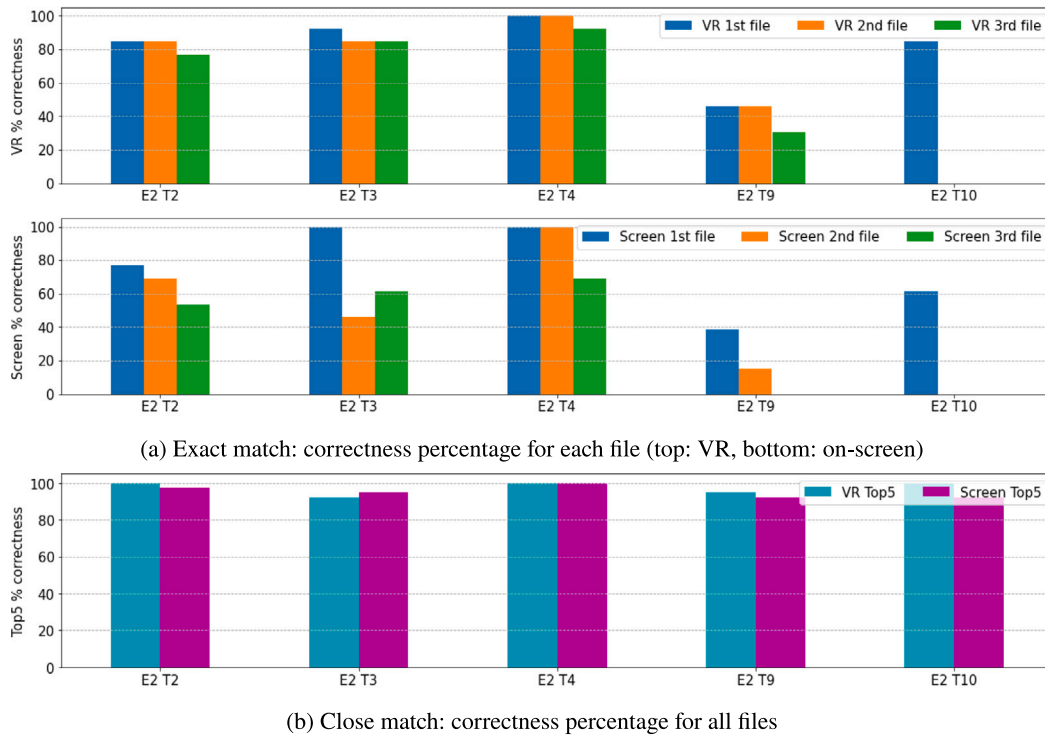 100
80
60
40
20
0
VR % correctness
VR 1st file VR 2nd file VR 3rd file
E2 T2 E2 T3 E2 T4 E2 T9 E2 T10
100
80
60
40
20
0
Screen % correctness
Screen 1st file Screen 2nd file Screen 3rd file
E2 T2 E2 T3 E2 T4 E2 T9 E2 T10
(a) Exact match: correctness percentage for each file (top: VR, bottom: on-screen)
100
80
60
40
20
0
Top5 % correctness
VR Top5 Screen Top5
E2 T2 E2 T3 E2 T4 E2 T9 E2 T10
(b) Close match: correctness percentage for all files